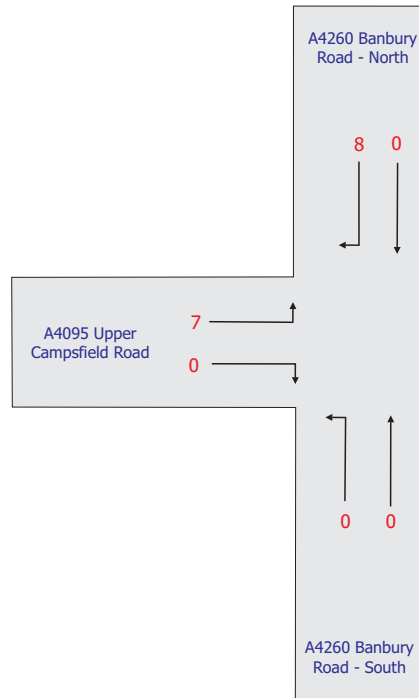 A4260 Banbury
Road - North
8 0
7
A4095 Upper
Campsfield Road
0
0 0
A4260 Banbury
Road - South